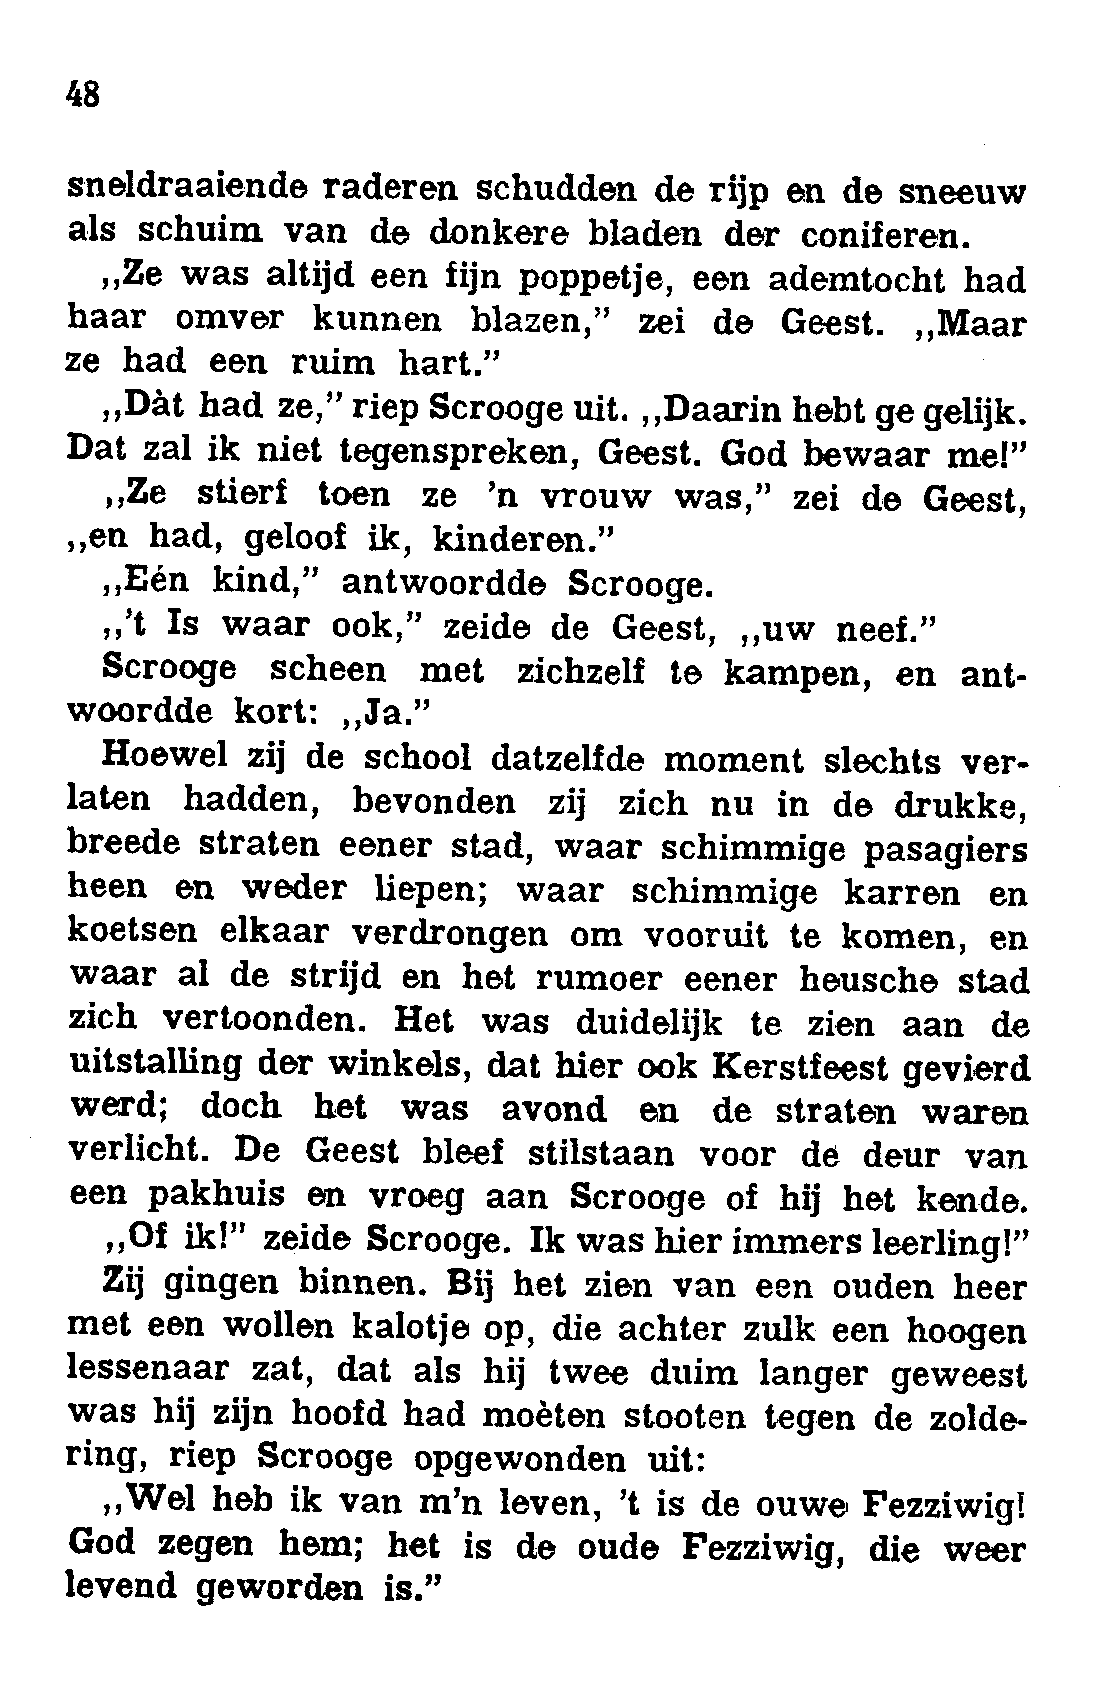 48
sneldraaiende raderen schudden de rijp en de sneeuw
als schuim van de donkere bladen der coniferen.
„Ze was altijd een fijn poppetje, een ademtocht had
haar omver kunnen blazen,” zei de Geest. „Maar
ze had een ruim hart.”
„Dàt had ze,” riep Scrooge uit. „Daarin hebt ge gelijk.
Dat zal ik niet tegenspreken, Geest. God bewaar me!”
„Ze stierf toen ze ’n vrouw was,” zei de Geest,
„en had, geloof ik, kinderen.”
„Eén kind,” antwoordde Scrooge.
„’t Is waar ook,” zeide de Geest, „uw neef.”
Scrooge scheen met zichzelf te kampen, en ant-
woordde kort: „Ja.”
Hoewel zij de school datzelfde moment slechts ver-
laten hadden, bevonden zij zich nu in de drukke,
breede straten eener stad, waar schimmige pasagiers
heen en weder liepen; waar schimmige karren en
koetsen elkaar verdrongen om vooruit te komen, en
waar al de strijd en het rumoer eener heusche stad
zich vertoonden. Het was duidelijk te zien aan de
uitstalling der winkels, dat hier ook Kerstfeest gevierd
werd; doch het was avond en de straten waren
verlicht. De Geest bleef stilstaan voor de deur van
een pakhuis en vroeg aan Scrooge of hij het kende.
„Of ik!” zeide Scrooge. Ik was hier immers leerling!”
Zij gingen binnen. Bij het zien van een ouden heer
met een wollen kalotje op, die achter zulk een hoogen
lessenaar zat, dat als hij twee duim langer geweest
was hij zijn hoofd had moèten stooten tegen de zolde-
ring, riep Scrooge opgewonden uit:
„Wel heb ik van m’n leven, ’t is de ouwe Fezziwig!
God zegen hem; het is de oude Fezziwig, die weer
levend geworden is.”